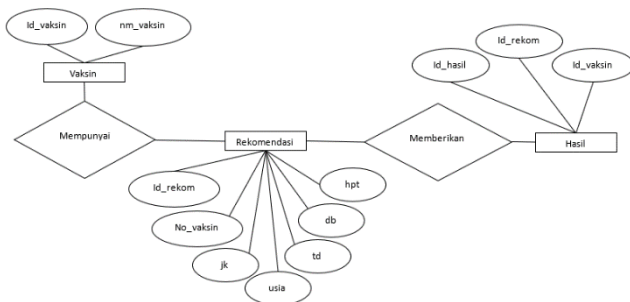 Id_vaksin
nm_vaksin
Vaksin
Id_rekom
Id_hasil
Id_vaksin
Mempunyai
Rekomendasi
Memberikan
Hasil
Id_rekom
hpt
No_vaksin
db
jk
td
usia